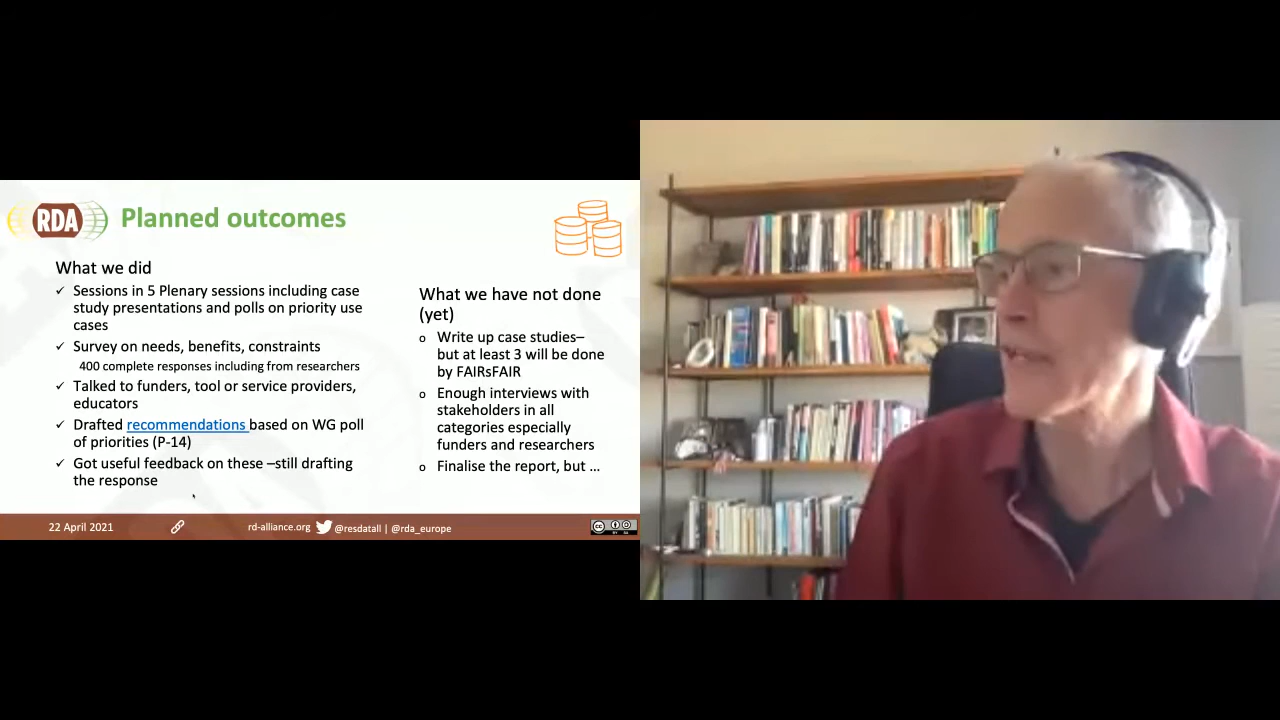 RDA
Planned outcomes
What we did
✓ Sessions in 5 Plenary sessions including case
study presentations and polls on priority use
cases
✓ Survey on needs, benefits, constraints
400 complete responses including from researchers
✓ Talked to funders, tool or service providers,
educators
✓ Drafted recommendations based on WG poll
of priorities (P-14)
✓ Got useful feedback on these –still drafting
the response
What we have not done
(yet)
o Write up case studies–
but at least 3 will be done
by FAIRsFAIR
o Enough interviews with
stakeholders in all
categories especially
funders and researchers
o Finalise the report, but ...
22 April 2021
rd-alliance.org @resdatall | @rda_europe